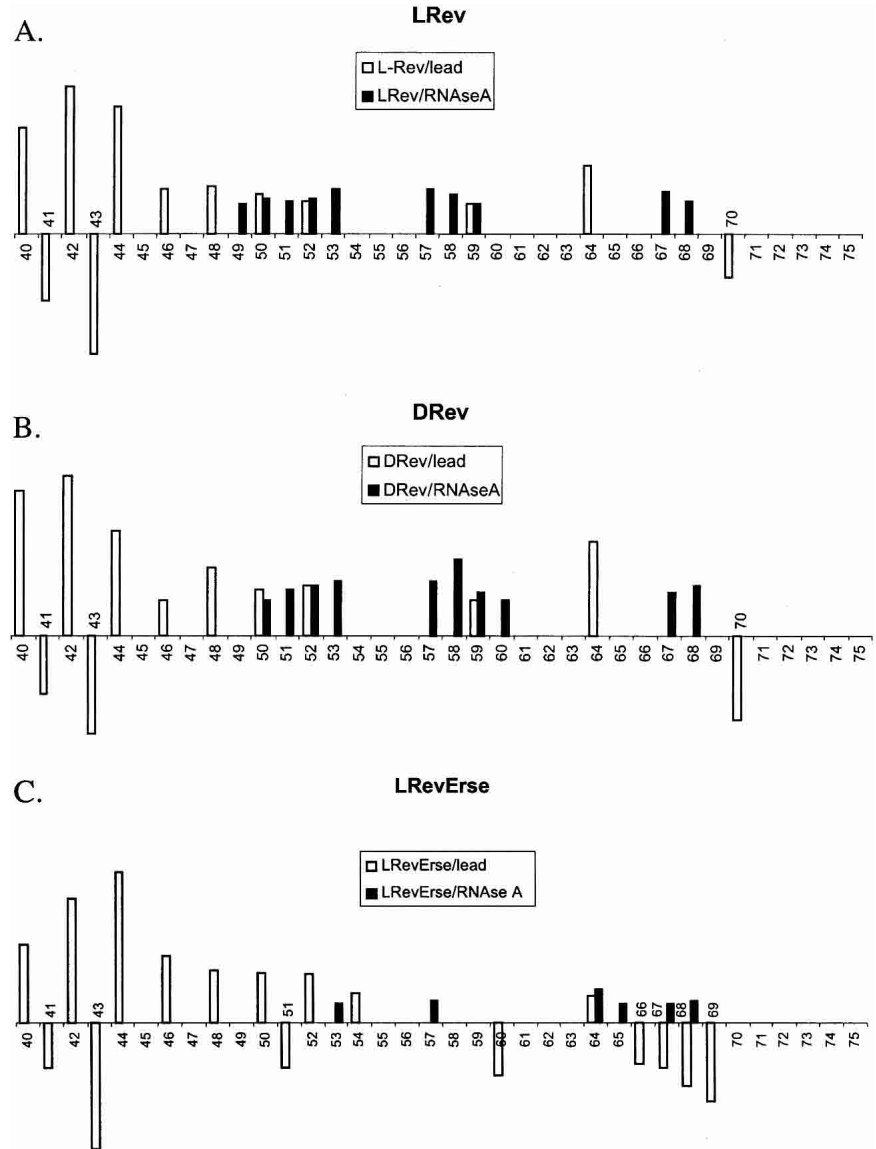 A.
LRev
L-Rev/lead
LRev/RNAseA
41
43
70
40 42 44 45 46 47 48 49 50 51 52 53 54 55 56 57 58 59 60 61 62 63 64 65 66 67 68 69 71 72 73 74 75
B.
DRev
DRev/lead
DRev/RNAseA
41
43
70
40 42 44 45 46 47 48 49 50 51 52 53 54 55 56 57 58 59 60 61 62 63 64 65 66 67 68 69 71 72 73 74 75
C.
LRevErse
LRevErse/lead
LRevErse/RNAse A
41
43
51
66
67
68
69
40 42 44 45 46 47 48 49 50 52 53 54 55 56 57 58 59 60 61 62 63 64 65 70 71 72 73 74 75